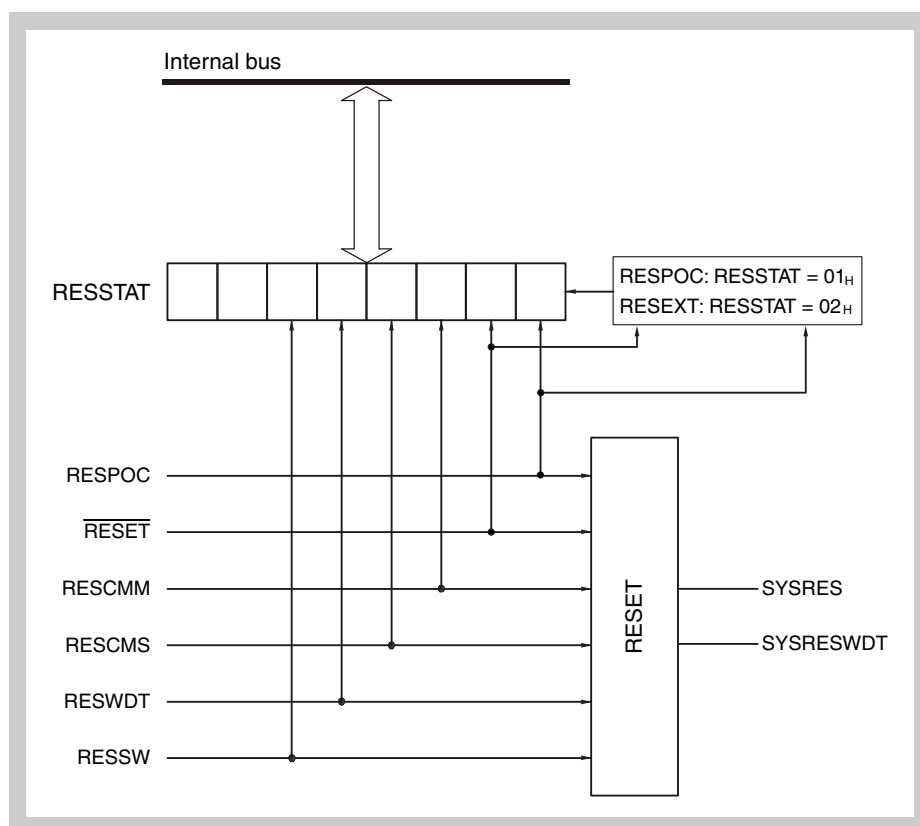 Internal bus
RESSTAT
RESPOC: RESSTAT = 01H
RESEXT: RESSTAT = 02H
RESPOC
RESET
RESCMM
RESCMS
RESWDT
RESSW
RESET
SYSRES
SYSRESWDT